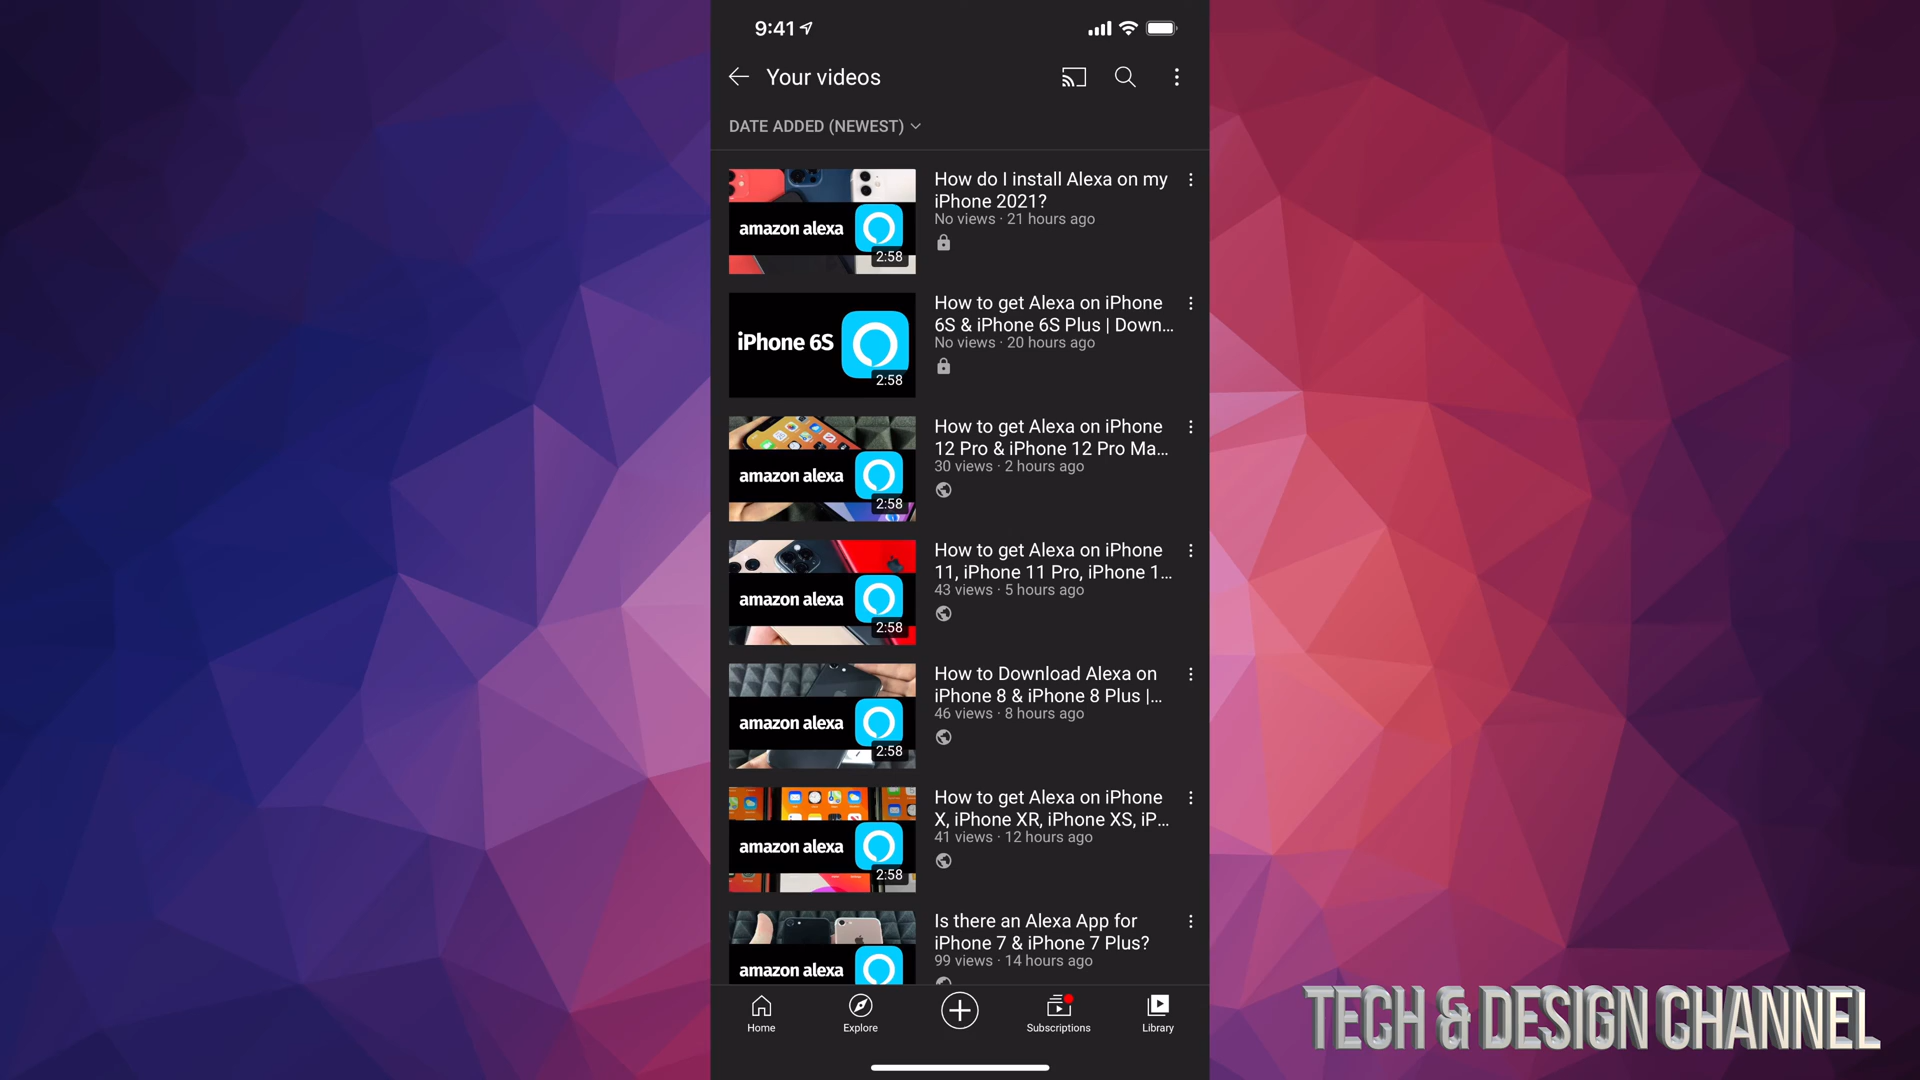 9:41
Your videos
DATE ADDED (NEWEST)
amazon alexa
2:58
How do I install Alexa on my
iPhone 2021?
No views · 21 hours ago
iPhone 6S
2:58
How to get Alexa on iPhone
6S & iPhone 6S Plus | Down...
No views · 20 hours ago
amazon alexa
2:58
How to get Alexa on iPhone
12 Pro & iPhone 12 Pro Ma...
30 views · 2 hours ago
amazon alexa
2:58
How to get Alexa on iPhone
11, iPhone 11 Pro, iPhone 1...
43 views · 5 hours ago
amazon alexa
2:58
How to Download Alexa on
iPhone 8 & iPhone 8 Plus |...
46 views · 8 hours ago
amazon alexa
2:58
How to get Alexa on iPhone
X, iPhone XR, iPhone XS, iP...
41 views · 12 hours ago
amazon alexa
Is there an Alexa App for
iPhone 7 & iPhone 7 Plus?
99 views · 14 hours ago
Home
Explore
Subscriptions
Library
TECH & DESIGN CHANNEL